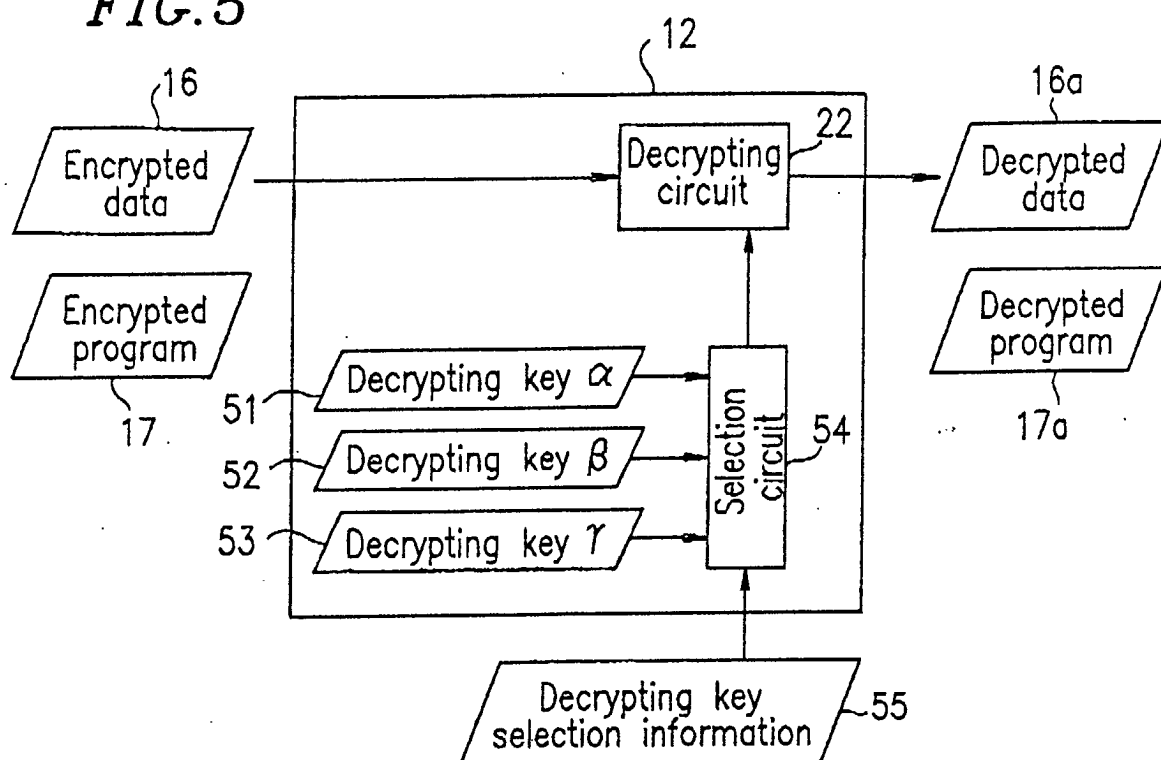 FIG.5
12
16
Encrypted
data
Decrypting
circuit
22
16a
Decrypted
data
Encrypted
program
17
Decrypted
program
17a
51
Decrypting key α
52
Decrypting key β
53
Decrypting key γ
Selection
circuit
54
Decrypting key
selection information
55